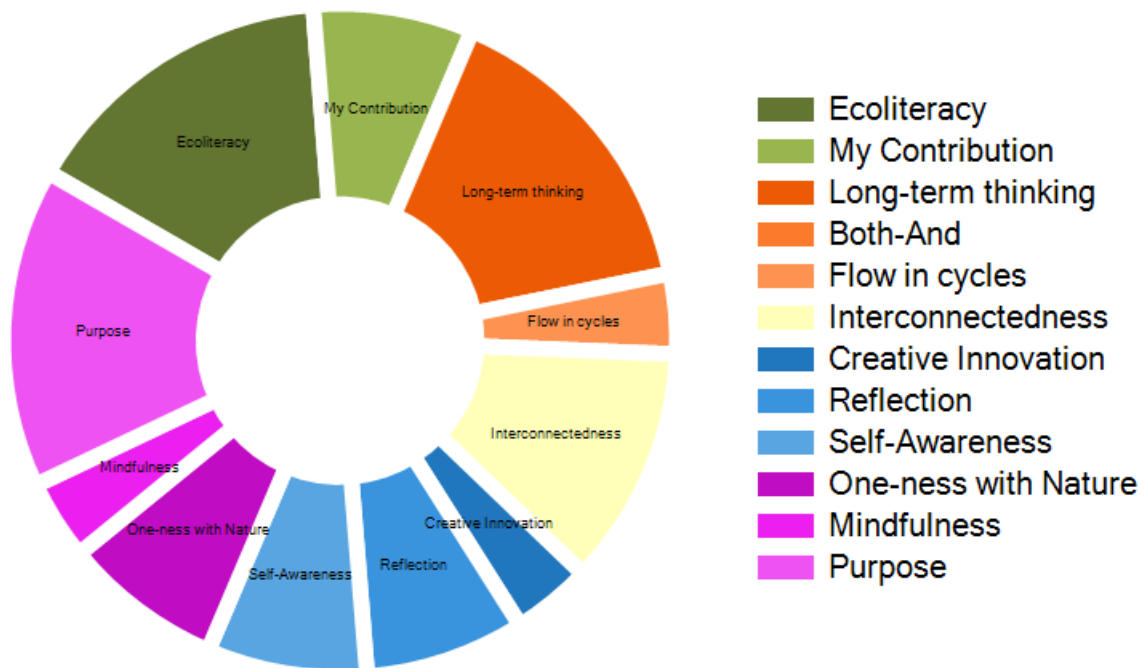 My Contribution
Ecoliteracy
Long-term thinking
Flow in cycles
Purpose
Interconnectedness
Mindfulness
Creative Innovation
One-ness with Nature
Reflection
Self-Awareness
Ecoliteracy
My Contribution
Long-term thinking
Both-And
Flow in cycles
Interconnectedness
Creative Innovation
Reflection
Self-Awareness
One-ness with Nature
Mindfulness
Purpose